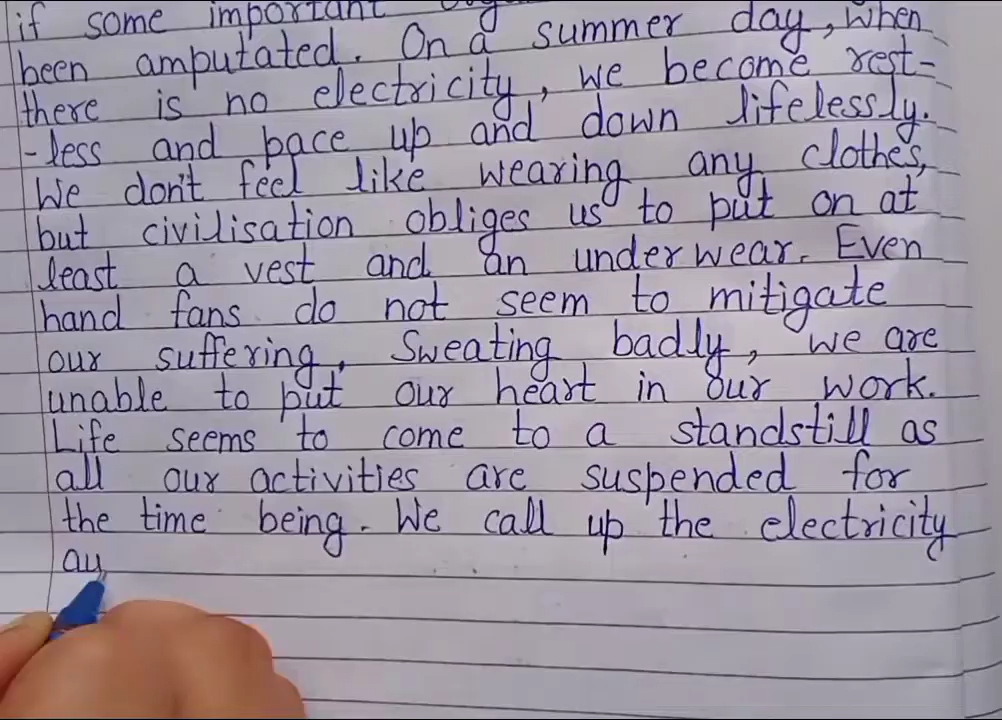 if some important
been amputated. On a summer day, when
there is no electricity, we become rest-
-less and pace up and down lifelessly.
We don't feel like wearing any clothes,
but civilisation obliges us to put on at
least a vest and an underwear. Even
hand fans do not seem to mitigate
our suffering. Sweating badly, we are
unable to put our heart in our work.
Life seems to come to a standstill as
all our activities are suspended for
the time being. We call up the electricity
au